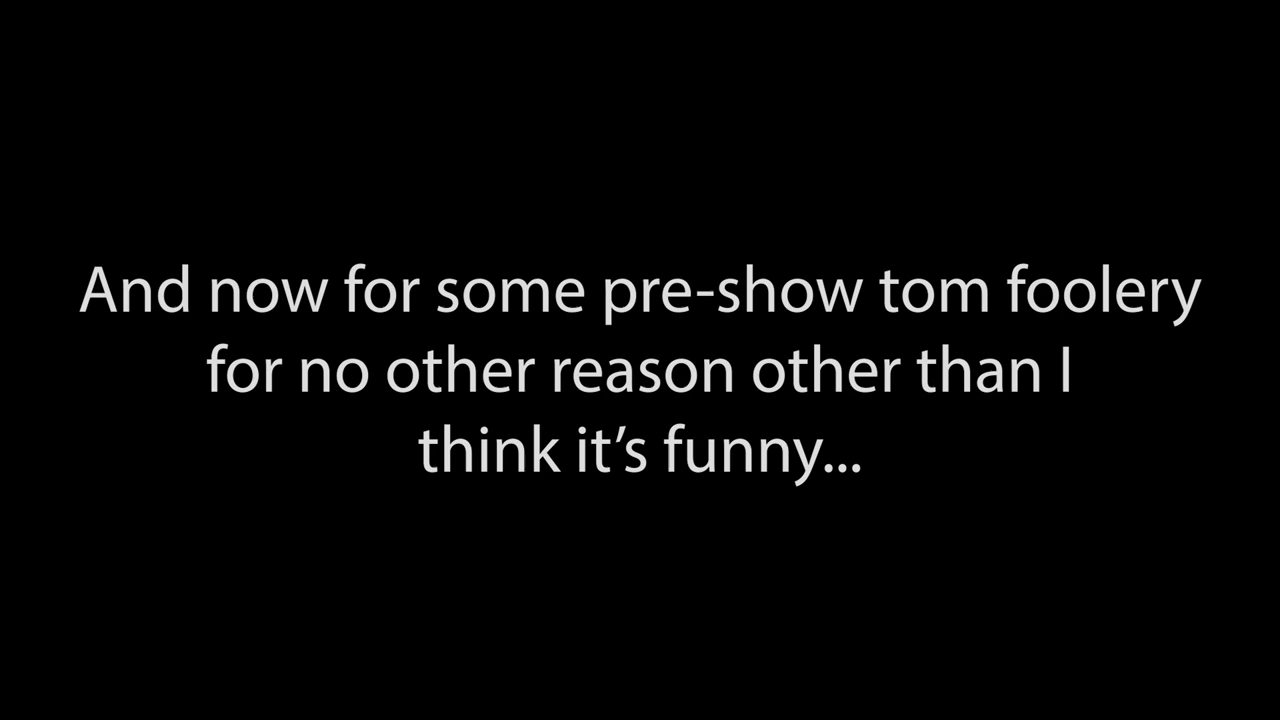 And now for some pre-show tom foolery
for no other reason other than I
think it’s funny...